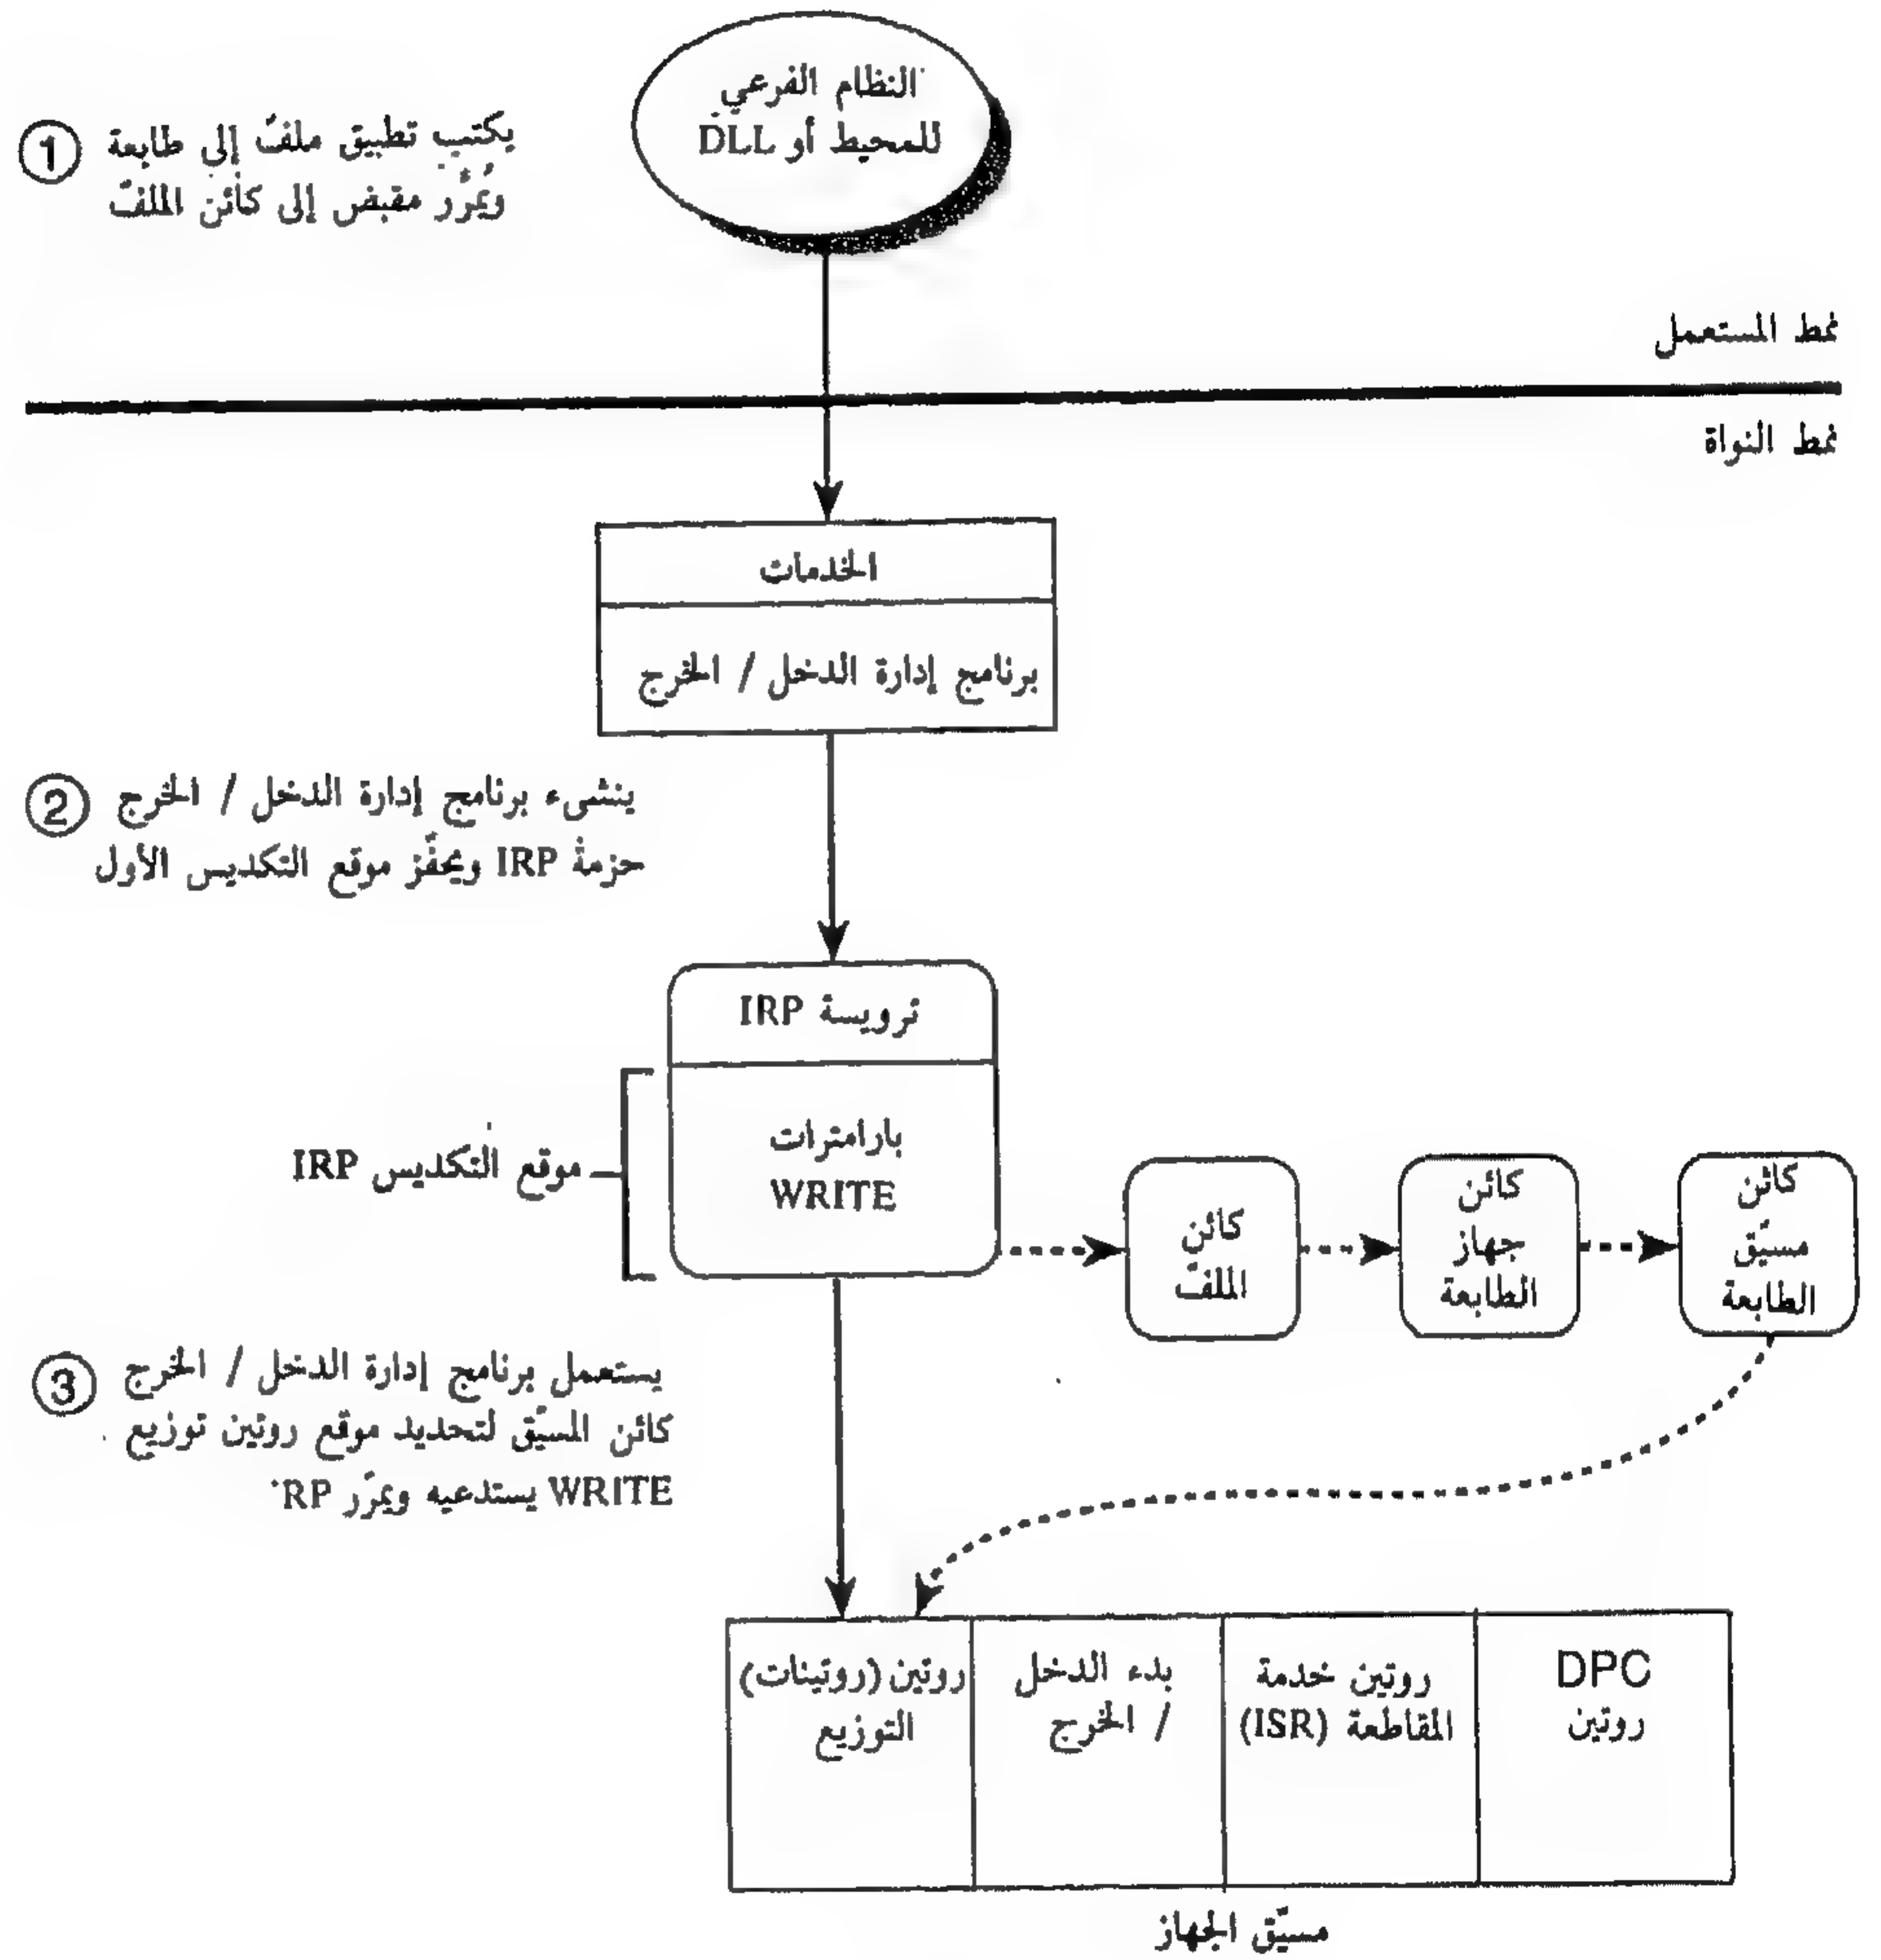 النظام الفرعي
للمحيط أو DLL
① يكتب تطبيق ملفّ إلى طابعة
ويُمرَّر مقبض إلى كائن الملفّ
نمط المستعمل
نمط النواة
الخدمات
برنامج إدارة الدخل / الخرج
② ينشىء برنامج إدارة الدخل / الخرج
حزمة IRP ويحفّز موقع التكديس الأول
ترويسة IRP
بارامترات
WRITE
موقع التكديس IRP
كائن
الملفّ
كائن
جهاز
الطابعة
كائن
مسيّق
الطابعة
③ يستعمل برنامج إدارة الدخل / الخرج
كائن المسيّق لتحديد موقع روتين توزيع
WRITE يستدعيه ويمرّر RP
روتين (روتينات)
التوزيع
بدء الدخل
/ الخرج
روتين خدمة
المقاطعة (ISR)
DPC
روتين
مسيّق الجهاز